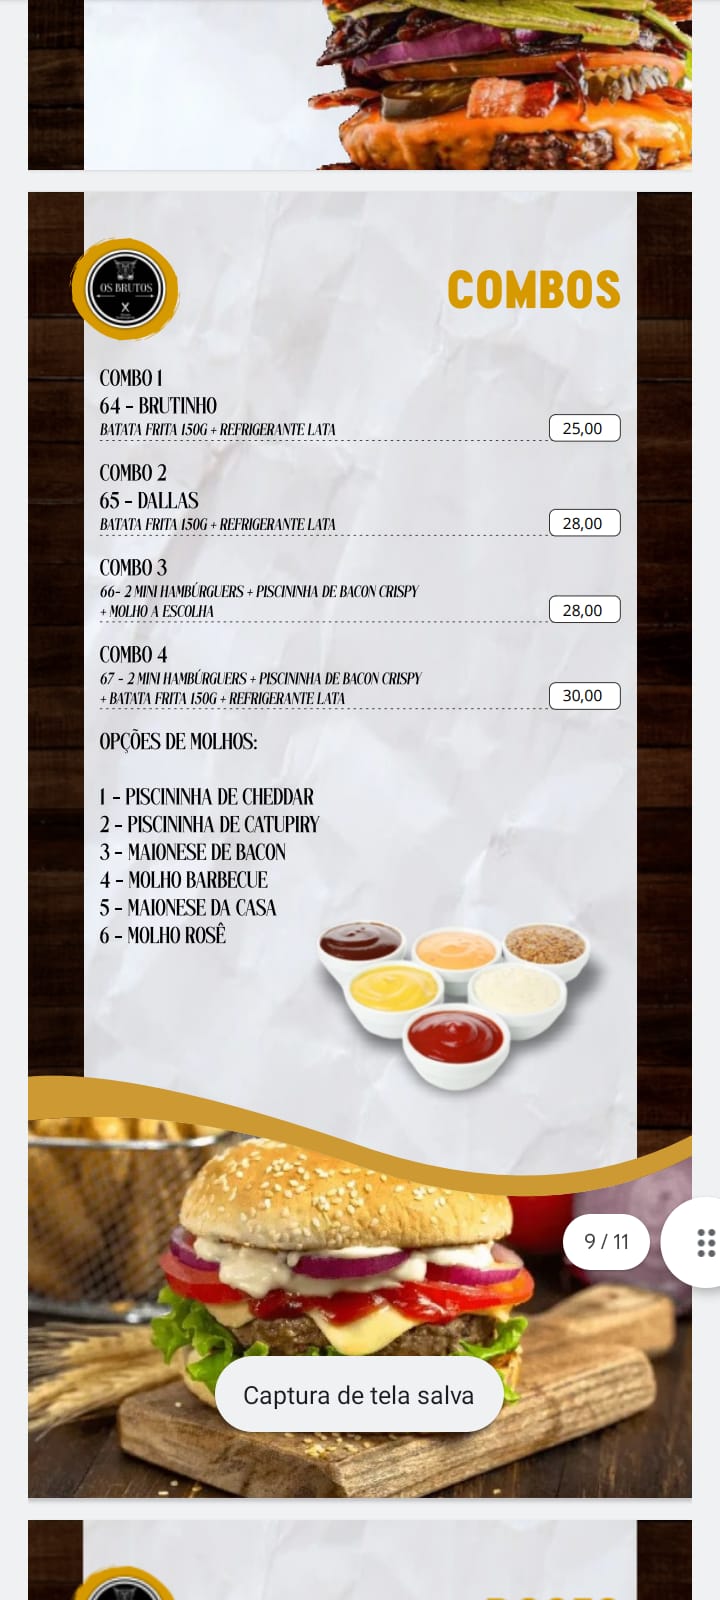 OS BRUTOS
COMBOS
COMBO 1
64 - BRUTINHO
BATATA FRITA 150G + REFRIGERANTE LATA
25,00
COMBO 2
65 - DALLAS
BATATA FRITA 150G + REFRIGERANTE LATA
28,00
COMBO 3
66- 2 MINI HAMBÚRGUERS + PISCININHA DE BACON CRISPY
+ MOLHO A ESCOLHA
28,00
COMBO 4
67 - 2 MINI HAMBÚRGUERS + PISCININHA DE BACON CRISPY
+ BATATA FRITA 150G + REFRIGERANTE LATA
30,00
OPÇÕES DE MOLHOS:
1 - PISCININHA DE CHEDDAR
2 - PISCININHA DE CATUPIRY
3 - MAIONESE DE BACON
4 - MOLHO BARBECUE
5 - MAIONESE DA CASA
6 - MOLHO ROSÊ
9 / 11
Captura de tela salva